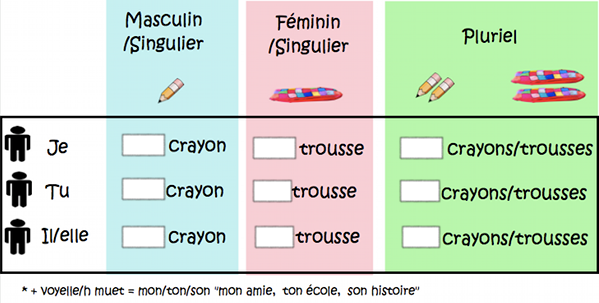 Masculin
/Singulier
Féminin
/Singulier
Pluriel
Je crayon trousse crayons/trousses
Tu crayon trousse crayons/trousses
Il/elle crayon trousse crayons/trousses
* + voyelle/h muet = mon/ton/son "mon amie, ton école, son histoire"